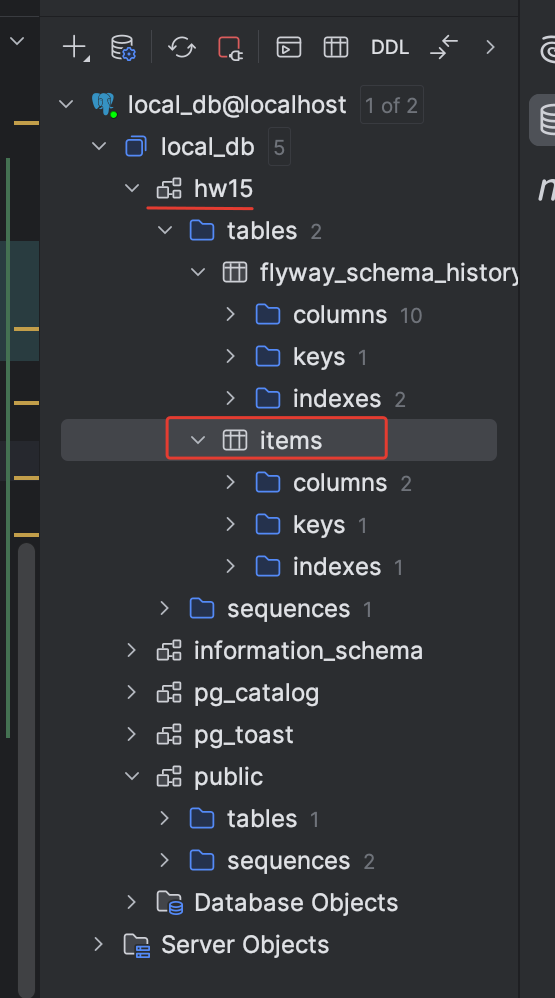 DDL
local_db@localhost 1 of 2
local_db 5
hw15
tables 2
flyway_schema_history
columns 10
keys 1
indexes 2
items
columns 2
keys 1
indexes 1
sequences 1
information_schema
pg_catalog
pg_toast
public
tables 1
sequences 2
Database Objects
Server Objects